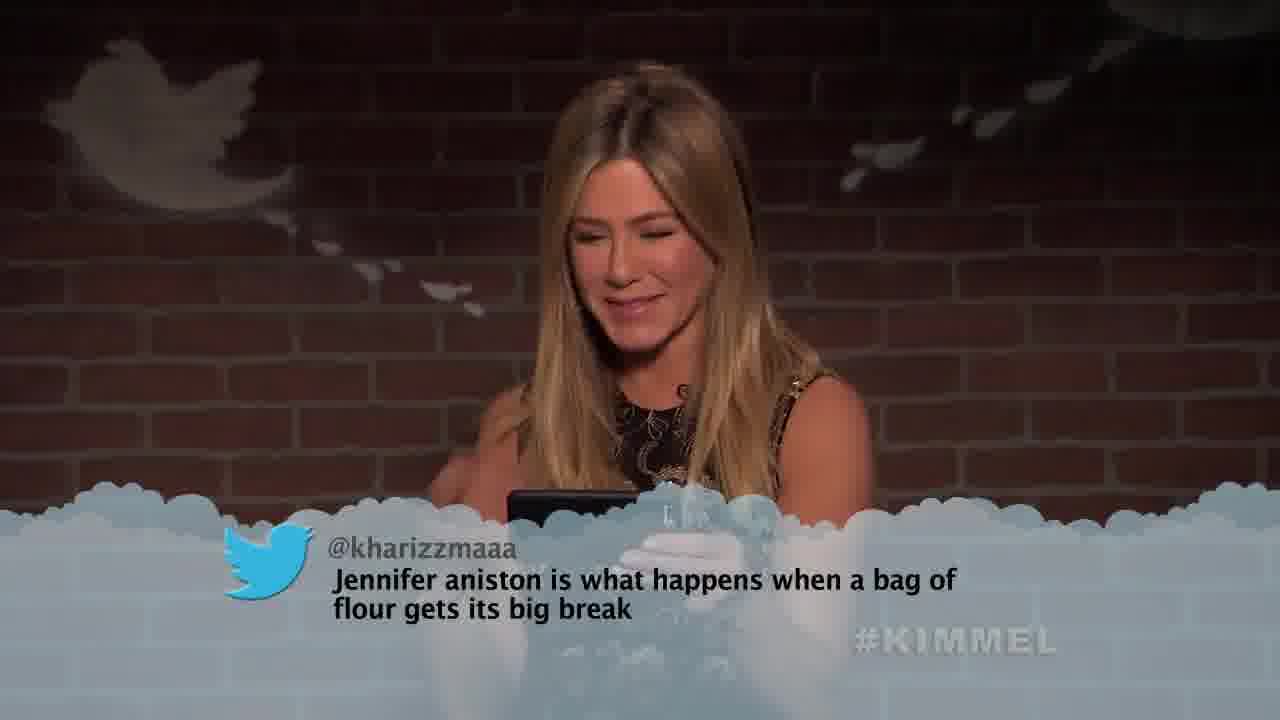 @kharizzmaaa
Jennifer aniston is what happens when a bag of
flour gets its big break
#KIMMEL